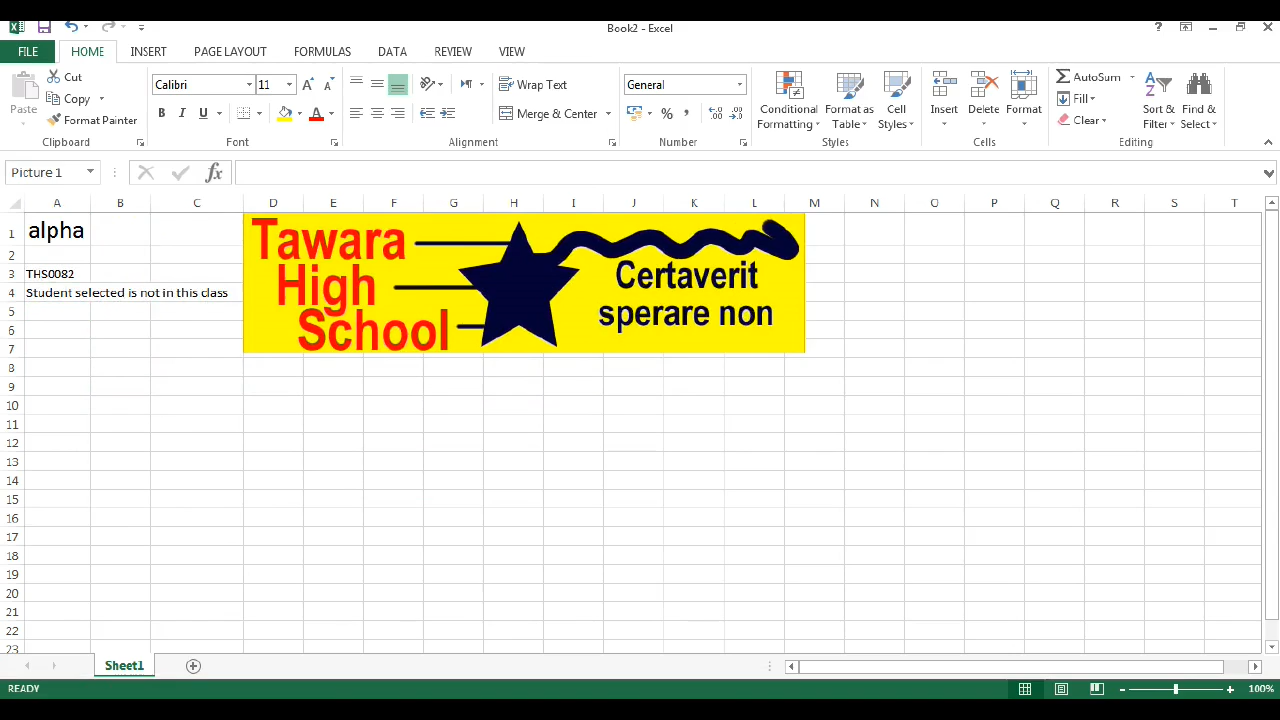 Book2 - Excel
?
FILE HOME INSERT PAGE LAYOUT FORMULAS DATA REVIEW VIEW
Paste
Cut
Copy
Format Painter
Clipboard
Calibri 11 A A
B I U A
Font
Wrap Text
Merge & Center
Alignment
General
% ,
Number
Conditional Formatting
Format as Table
Cell Styles
Styles
Insert
Delete
Format
Cells
AutoSum
Fill
Clear
Sort & Filter
Find & Select
Editing
Picture 1 fx
A B C D E F G H I J K L M N O P Q R S T
1 alpha
2
3 THS0082
4 Student selected is not in this class
5
6
7
8
9
10
11
12
13
14
15
16
17
18
19
20
21
22
23
Tawara
High
School
Certaverit
sperare non
Sheet1
READY
100%